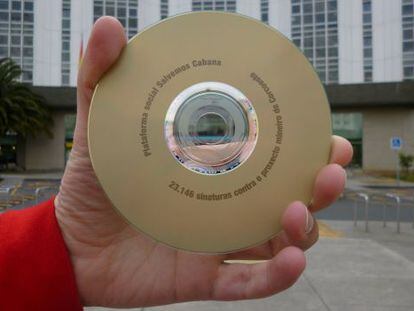 Plataforma social Salvemos Cabana
23.146 sinaturas contra o proxecto mineiro de Corcoesto